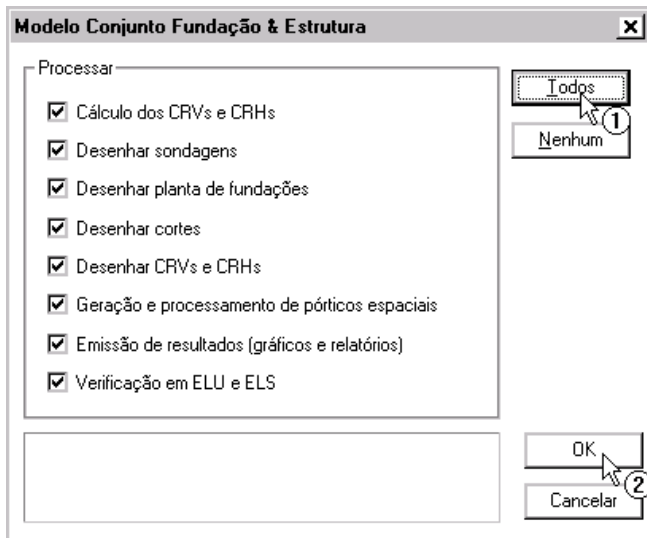 Modelo Conjunto Fundação & Estrutura
Processar
Cálculo dos CRVs e CRHs
Desenhar sondagens
Desenhar planta de fundações
Desenhar cortes
Desenhar CRVs e CRHs
Geração e processamento de pórticos espaciais
Emissão de resultados (gráficos e relatórios)
Verificação em ELU e ELS
Todos
1
Nenhum
OK
2
Cancelar